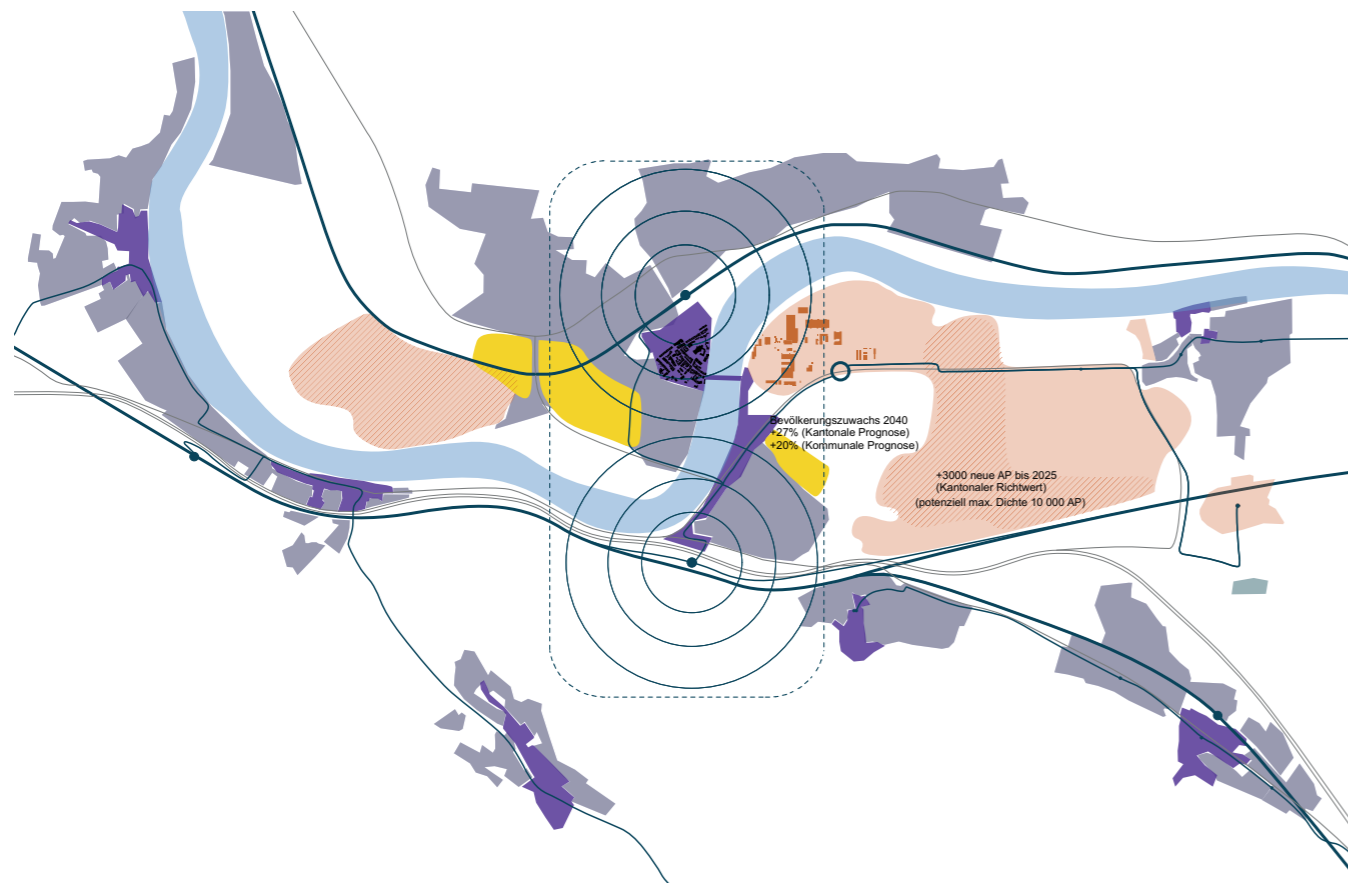 Bevölkerungszuwachs 2040
+27% (Kantonale Prognose)
+20% (Kommunale Prognose)
+3000 neue AP bis 2025
(Kantonaler Richtwert)
(potenziell max. Dichte 10 000 AP)